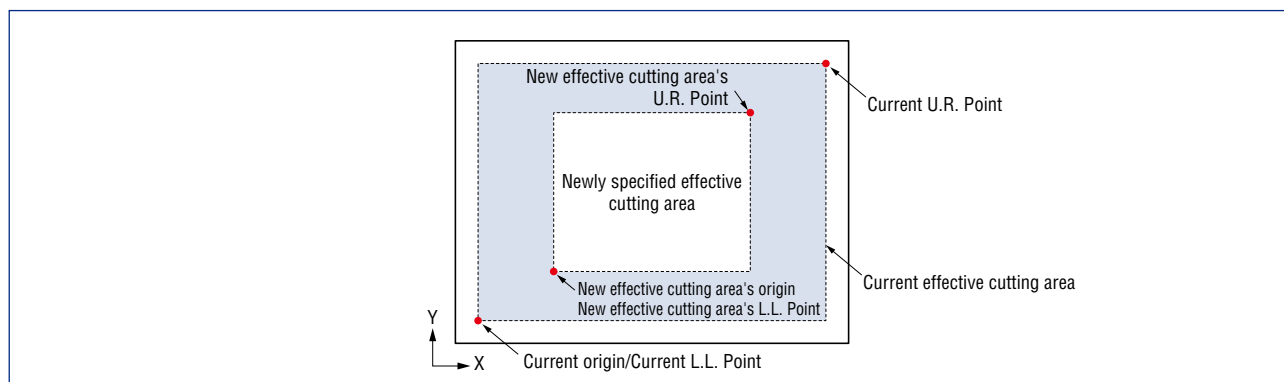 New effective cutting area's
U.R. Point
Current U.R. Point
Newly specified effective
cutting area
Current effective cutting area
New effective cutting area's origin
New effective cutting area's L.L. Point
Y
X
Current origin/Current L.L. Point